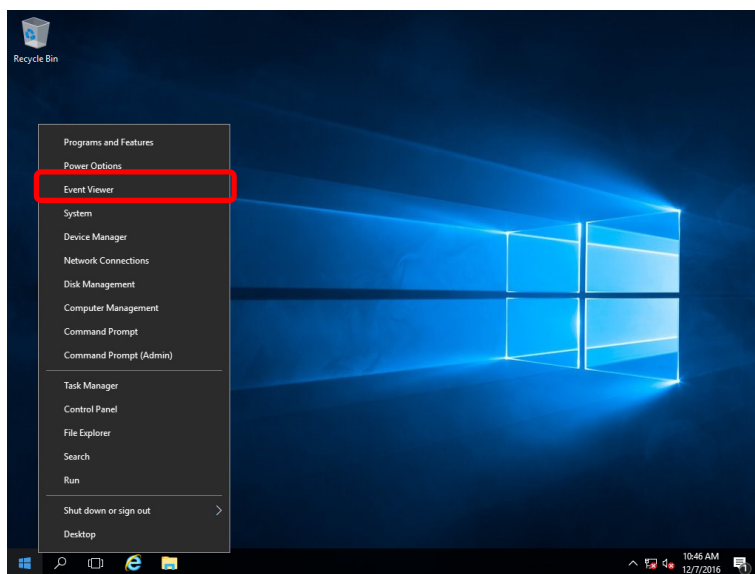 Recycle Bin
Programs and Features
Power Options
Event Viewer
System
Device Manager
Network Connections
Disk Management
Computer Management
Command Prompt
Command Prompt (Admin)
Task Manager
Control Panel
File Explorer
Search
Run
Shut down or sign out
Desktop
10:46 AM
12/7/2016